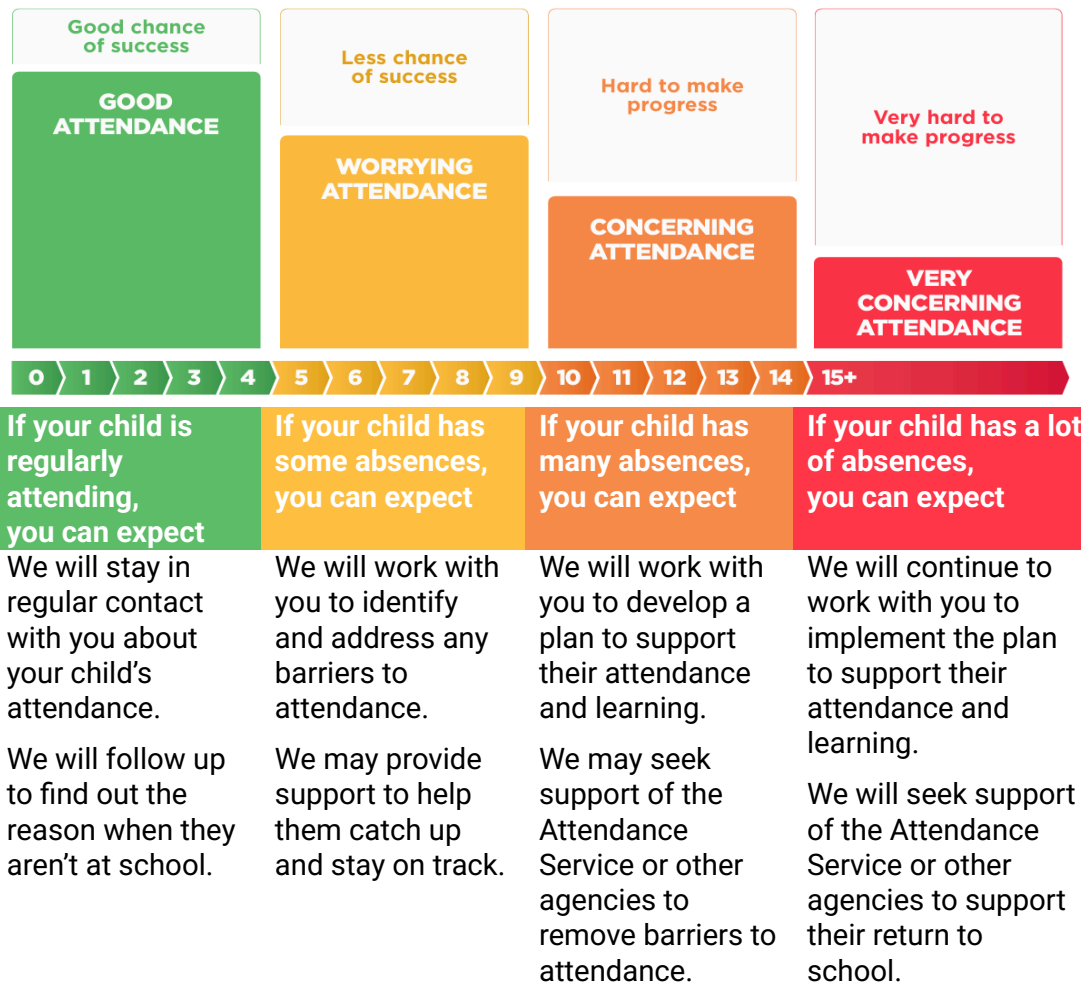 Good chance
of success
GOOD
ATTENDANCE
Less chance
of success
WORRYING
ATTENDANCE
Hard to make
progress
CONCERNING
ATTENDANCE
Very hard to
make progress
VERY
CONCERNING
ATTENDANCE
0 1 2 3 4 5 6 7 8 9 10 11 12 13 14 15+
If your child is
regularly
attending,
you can expect
We will stay in
regular contact
with you about
your child's
attendance.
We will follow up
to find out the
reason when they
aren't at school.
If your child has
some absences,
you can expect
We will work with
you to identify
and address any
barriers to
attendance.
We may provide
support to help
them catch up
and stay on track.
If your child has
many absences,
you can expect
We will work with
you to develop a
plan to support
their attendance
and learning.
We may seek
support of the
Attendance
Service or other
agencies to
remove barriers to
attendance.
If your child has a lot
of absences,
you can expect
We will continue to
work with you to
implement the plan
to support their
attendance and
learning.
We will seek support
of the Attendance
Service or other
agencies to support
their return to
school.